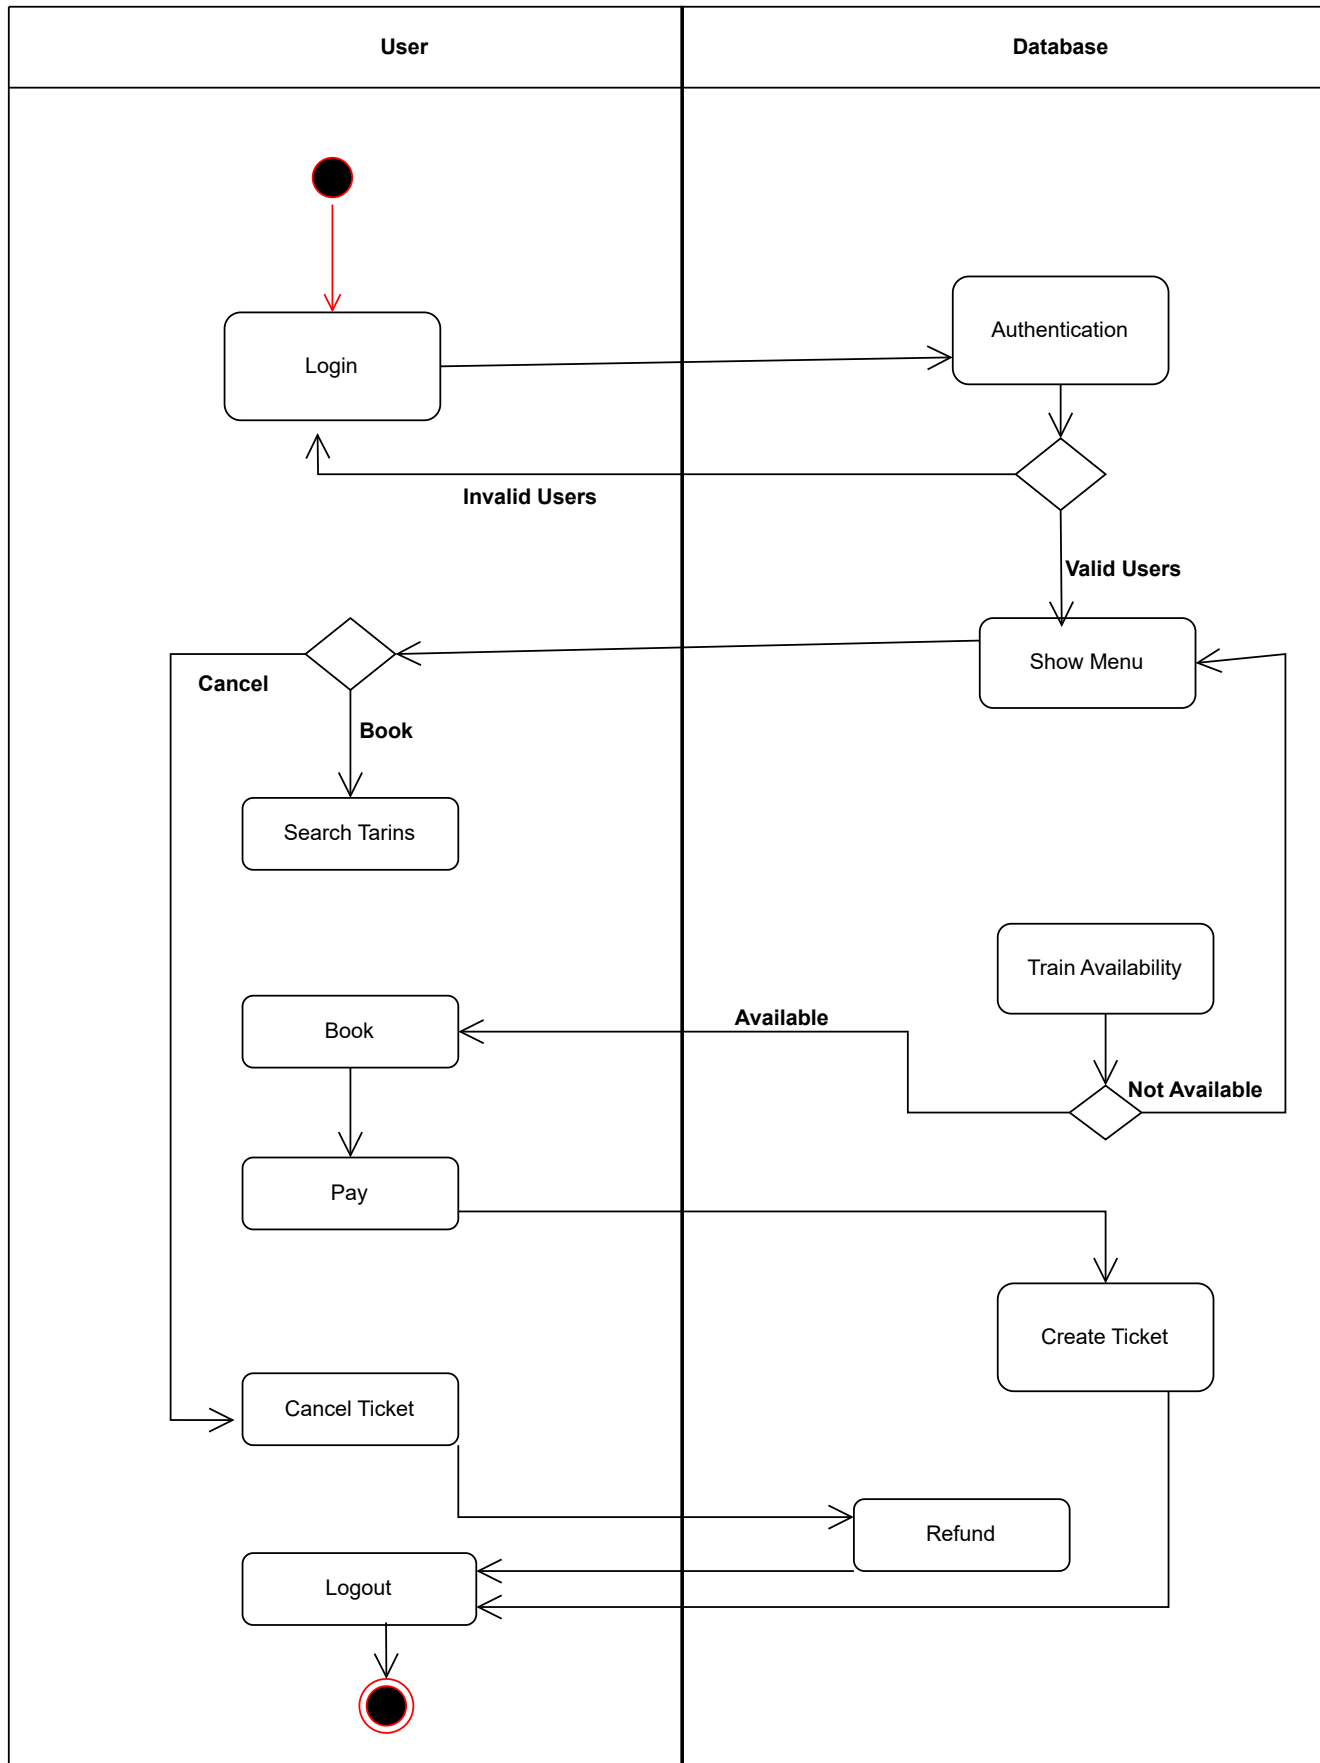 User
Database
Login
Authentication
Invalid Users
Valid Users
Show Menu
Cancel
Book
Search Tarins
Train Availability
Available
Book
Not Available
Pay
Create Ticket
Cancel Ticket
Refund
Logout